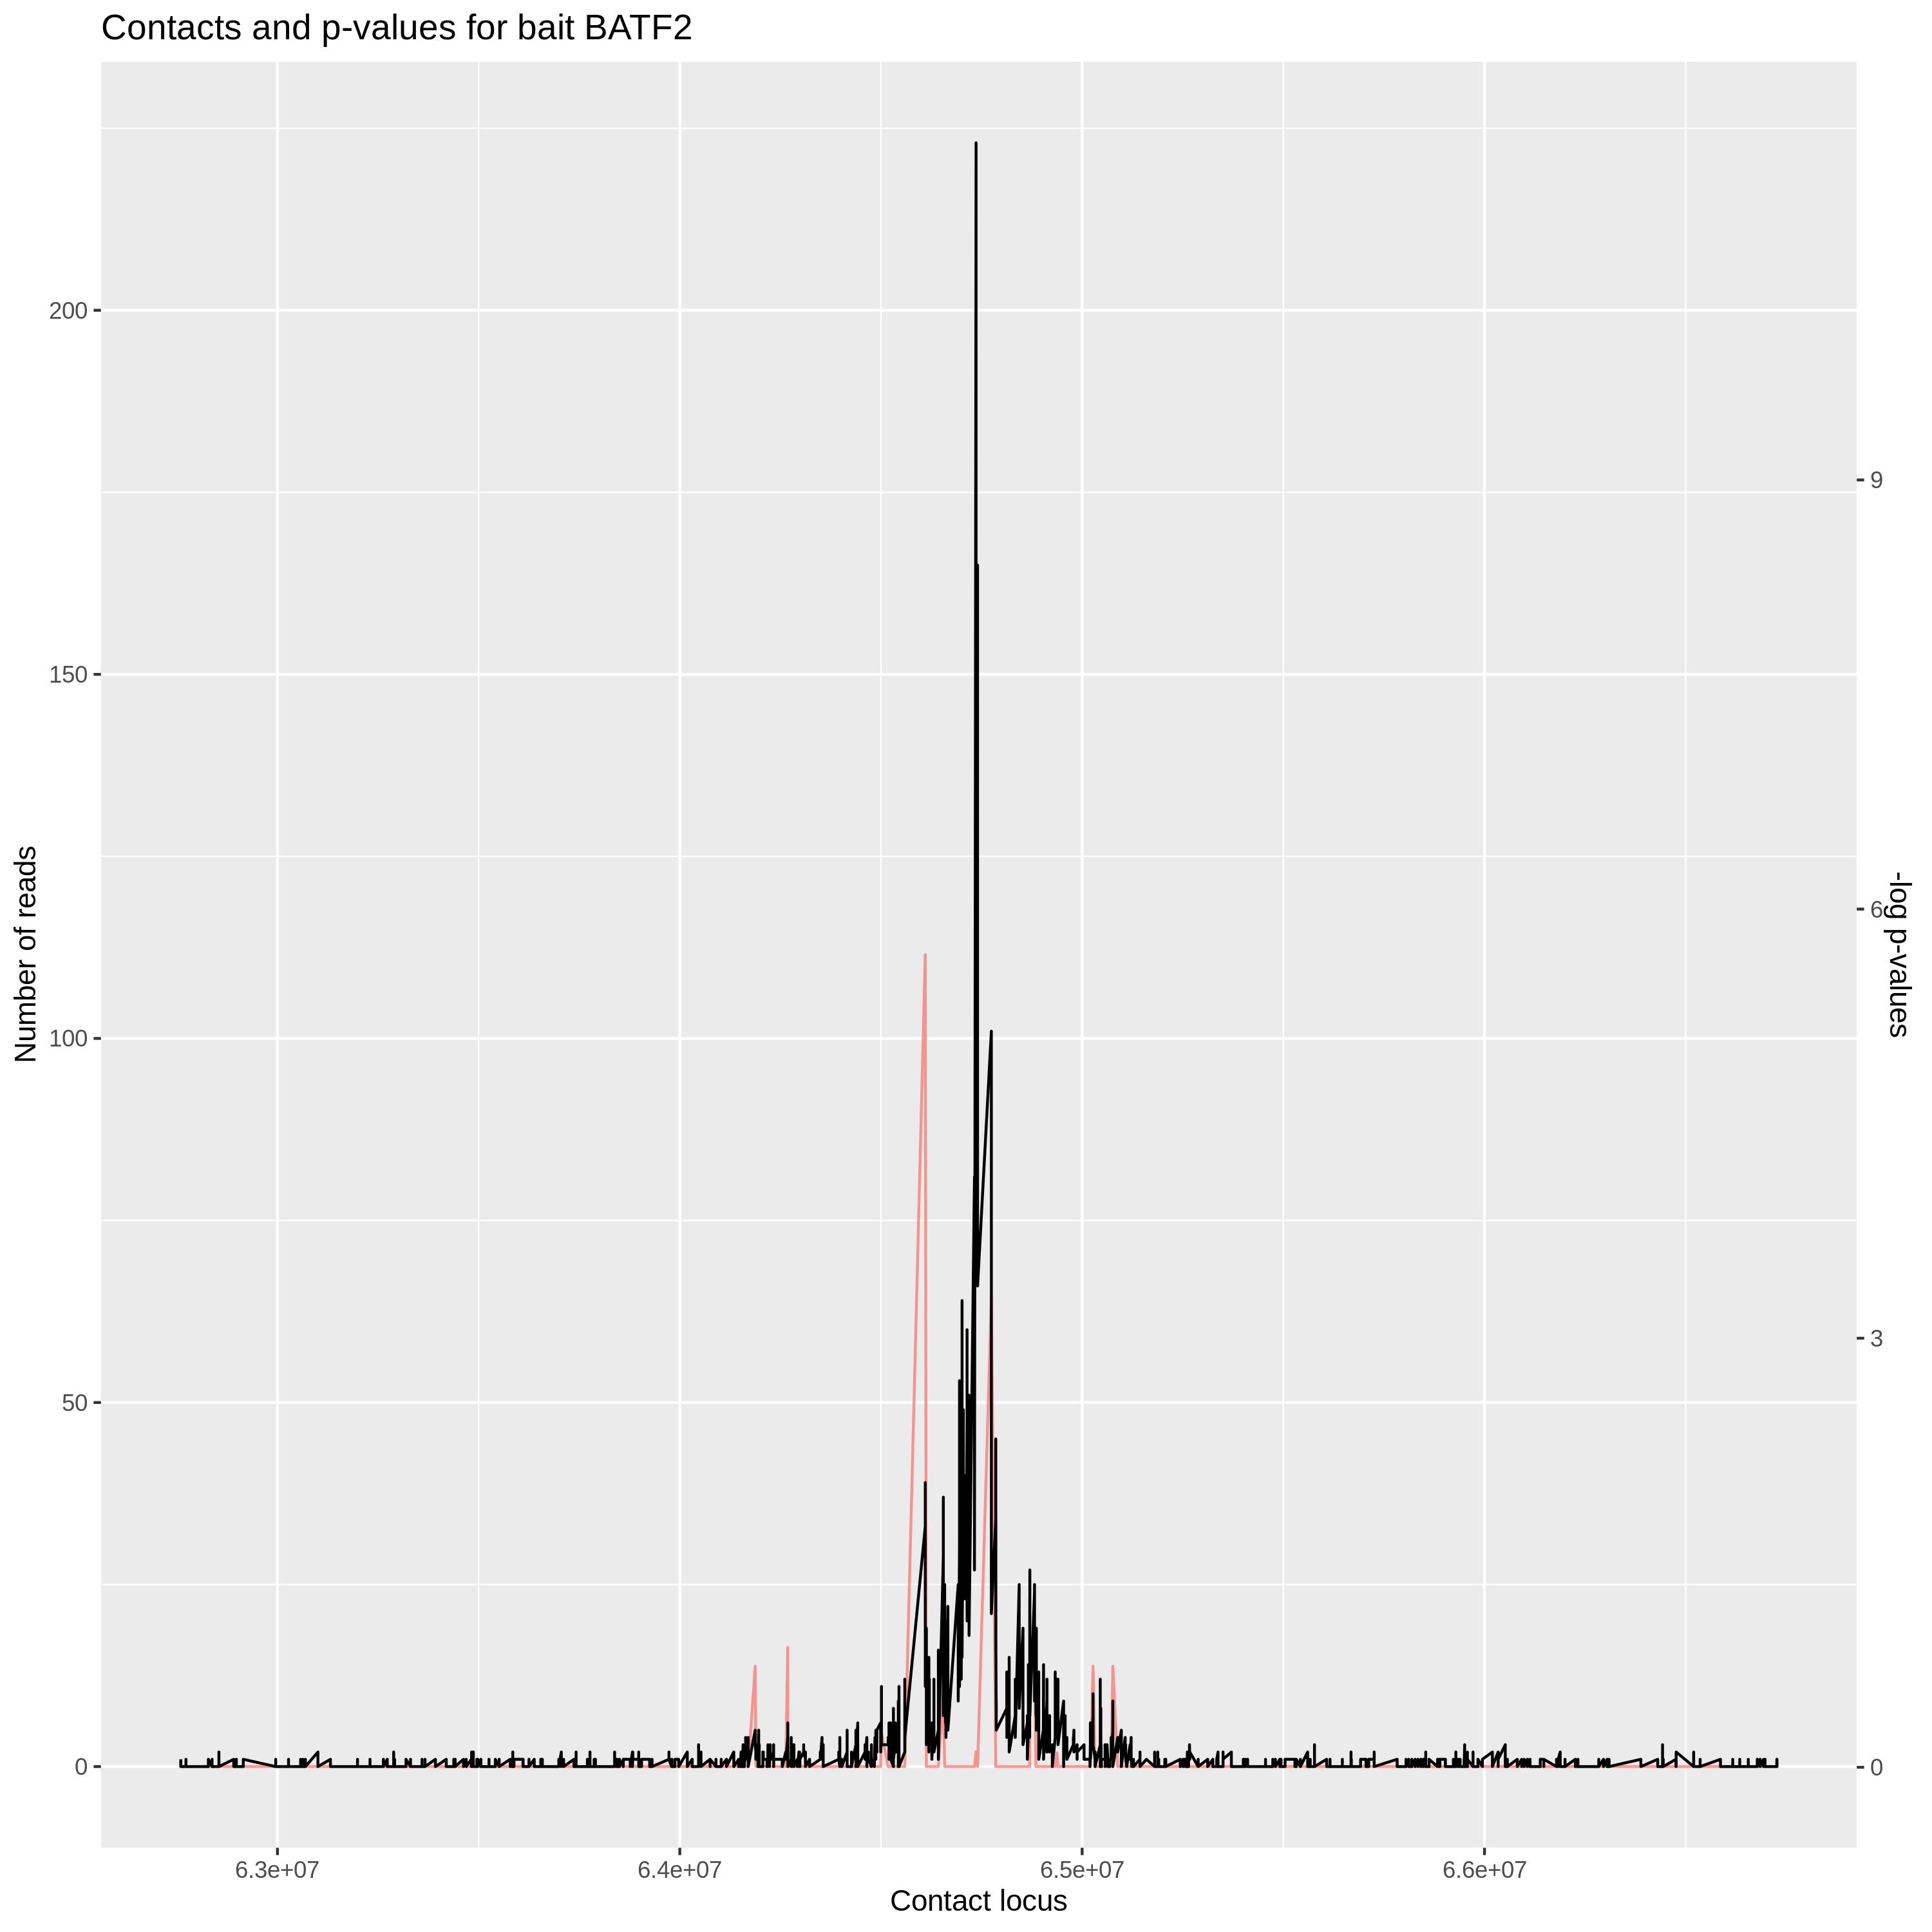 Contacts and p-values for bait BATF2
Number of reads
200
150
100
50
0
9
6
3
0
-log p-values
6.3e+07 6.4e+07 6.5e+07 6.6e+07
Contact locus